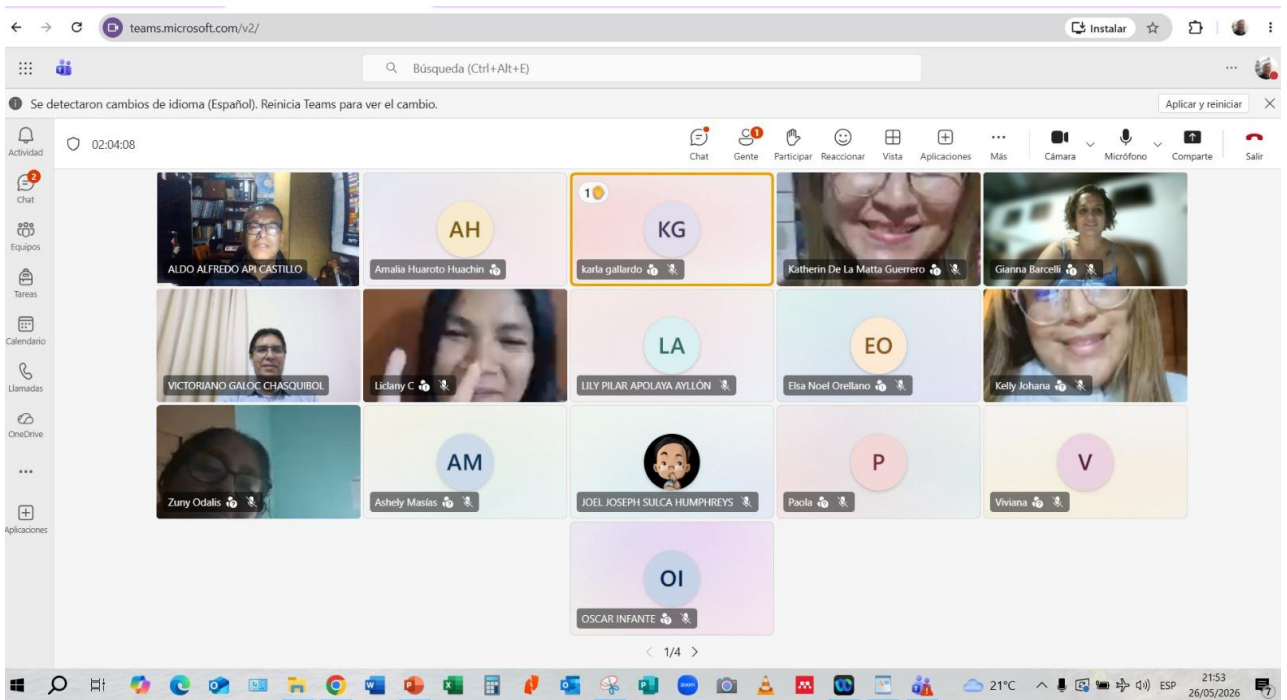 teams.microsoft.com/v2/
Instalar
Búsqueda (Ctrl+Alt+E)
Se detectaron cambios de idioma (Español). Reinicia Teams para ver el cambio.
Aplicar y reiniciar
Actividad
02:04:08
Chat
1
Gente
Participar
Reaccionar
Vista
Aplicaciones
Más
Cámara
Micrófono
Comparte
Salir
2
Chat
Equipos
Tareas
Calendario
Llamadas
OneDrive
Aplicaciones
ALDO ALFREDO API CASTILLO
AH
Amalia Huaroto Huachin
1
KG
karla gallardo
Katherin De La Matta Guerrero
Gianna Barcelli
VICTORIANO GALOC CHASQUIBOL
Liclany C
LA
LILY PILAR APOLAYA AYLLÓN
EO
Elsa Noel Orellano
Kelly Johana
Zuny Odalis
AM
Ashely Masías
JOEL JOSEPH SULCA HUMPHREYS
P
Paola
V
Viviana
OI
OSCAR INFANTE
1/4
zoom
21°C
ESP
21:53